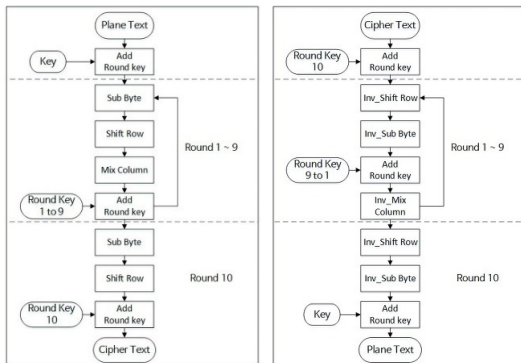 Plane Text
Key
Add
Round key
Sub Byte
Shift Row
Mix Column
Round 1 ~ 9
Round Key
1 to 9
Add
Round key
Sub Byte
Shift Row
Round 10
Round Key
10
Add
Round key
Cipher Text
Cipher Text
Round Key
10
Add
Round key
Inv_Shift Row
Inv_Sub Byte
Round 1 ~ 9
Round Key
9 to 1
Add
Round key
Inv_Mix
Column
Inv_Shift Row
Inv_Sub Byte
Round 10
Key
Add
Round key
Plane Text